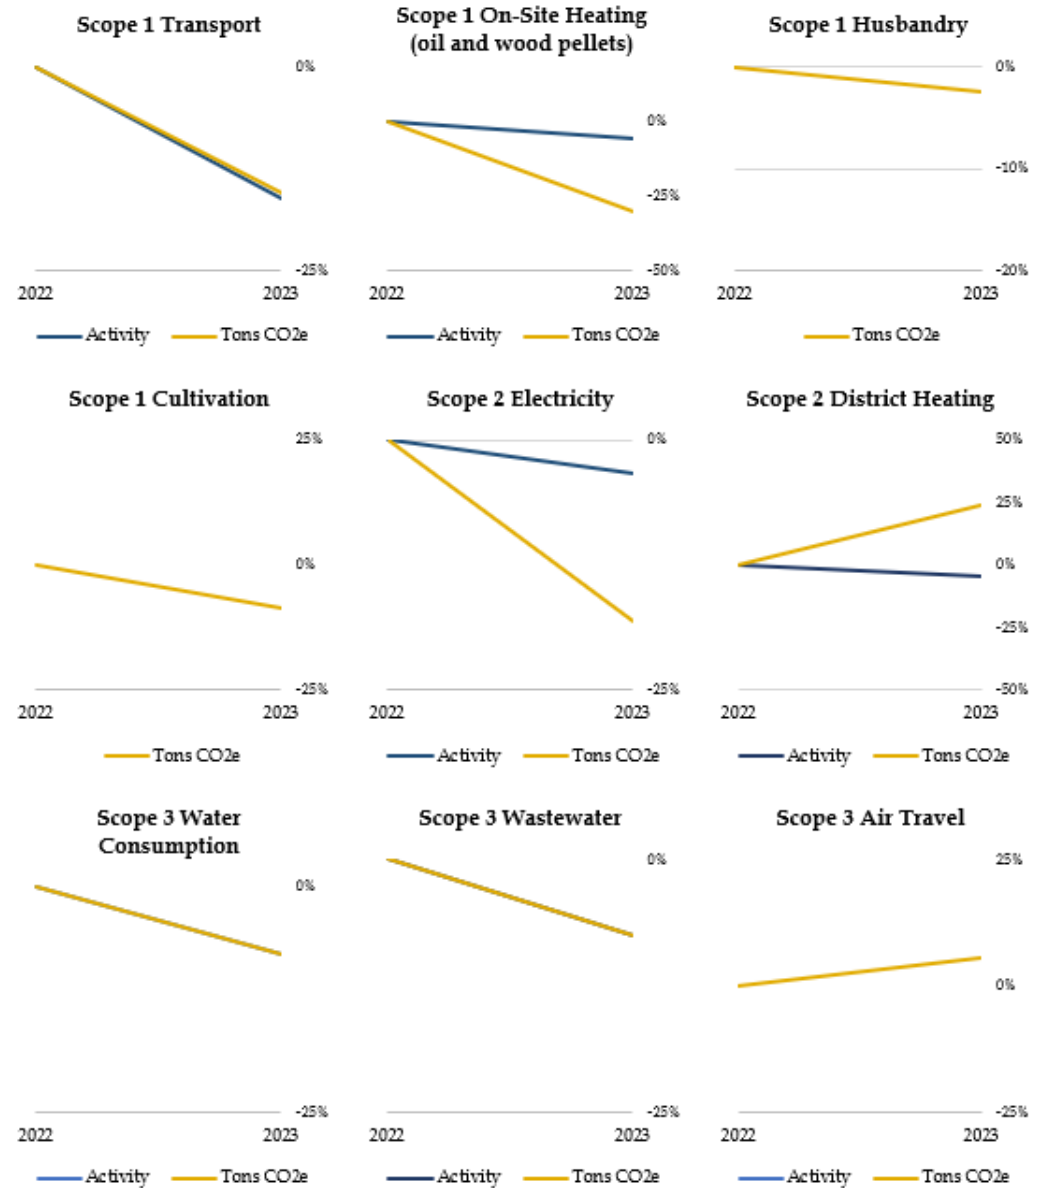 Scope 1 Transport
0%
-25%
2022 2023
Activity Tons CO2e
Scope 1 On-Site Heating
(oil and wood pellets)
0%
-25%
-50%
2022 2023
Activity Tons CO2e
Scope 1 Husbandry
0%
-10%
-20%
2022 2023
Tons CO2e
Scope 1 Cultivation
25%
0%
-25%
2022 2023
Tons CO2e
Scope 2 Electricity
0%
-25%
2022 2023
Activity Tons CO2e
Scope 2 District Heating
50%
25%
0%
-25%
-50%
2022 2023
Activity Tons CO2e
Scope 3 Water
Consumption
0%
-25%
2022 2023
Activity Tons CO2e
Scope 3 Wastewater
0%
-25%
2022 2023
Activity Tons CO2e
Scope 3 Air Travel
25%
0%
-25%
2022 2023
Activity Tons CO2e